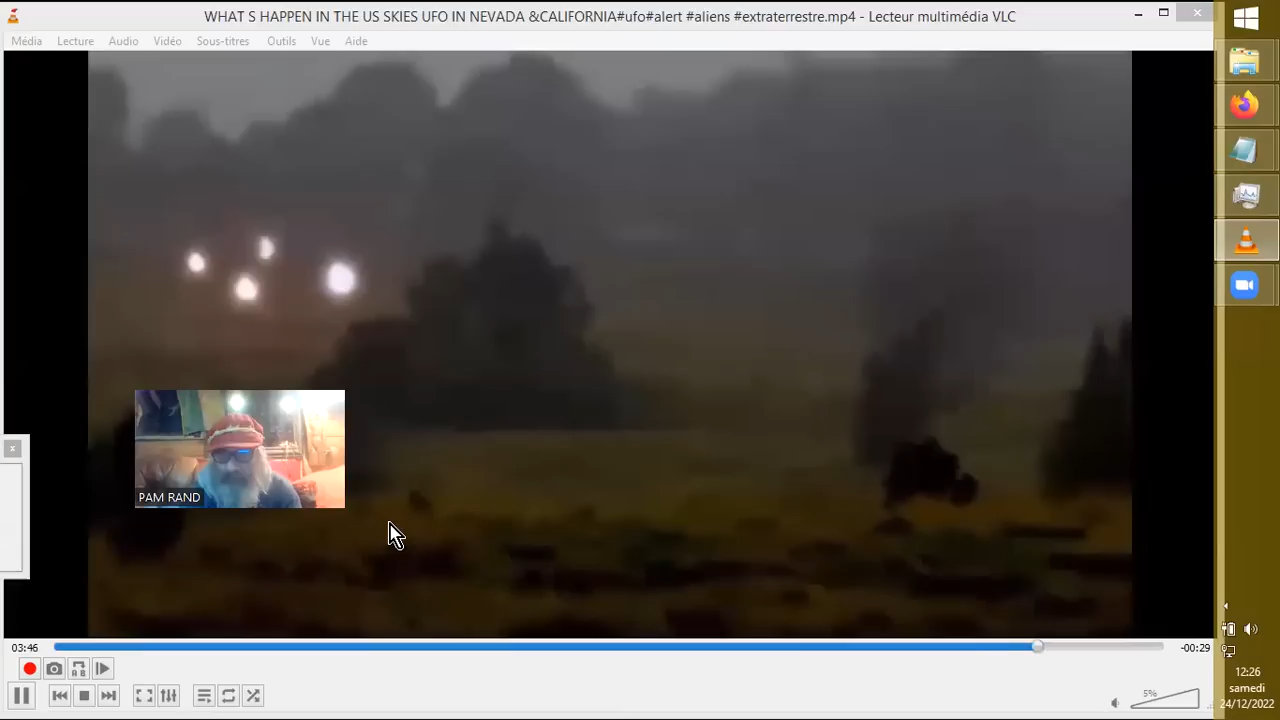 WHAT S HAPPEN IN THE US SKIES UFO IN NEVADA &CALIFORNIA#ufo#alert #aliens #extraterrestre.mp4 - Lecteur multimédia VLC
Média Lecture Audio Vidéo Sous-titres Outils Vue Aide
PAM RAND
03:46
-00:29
5%
12:26
samedi
24/12/2022